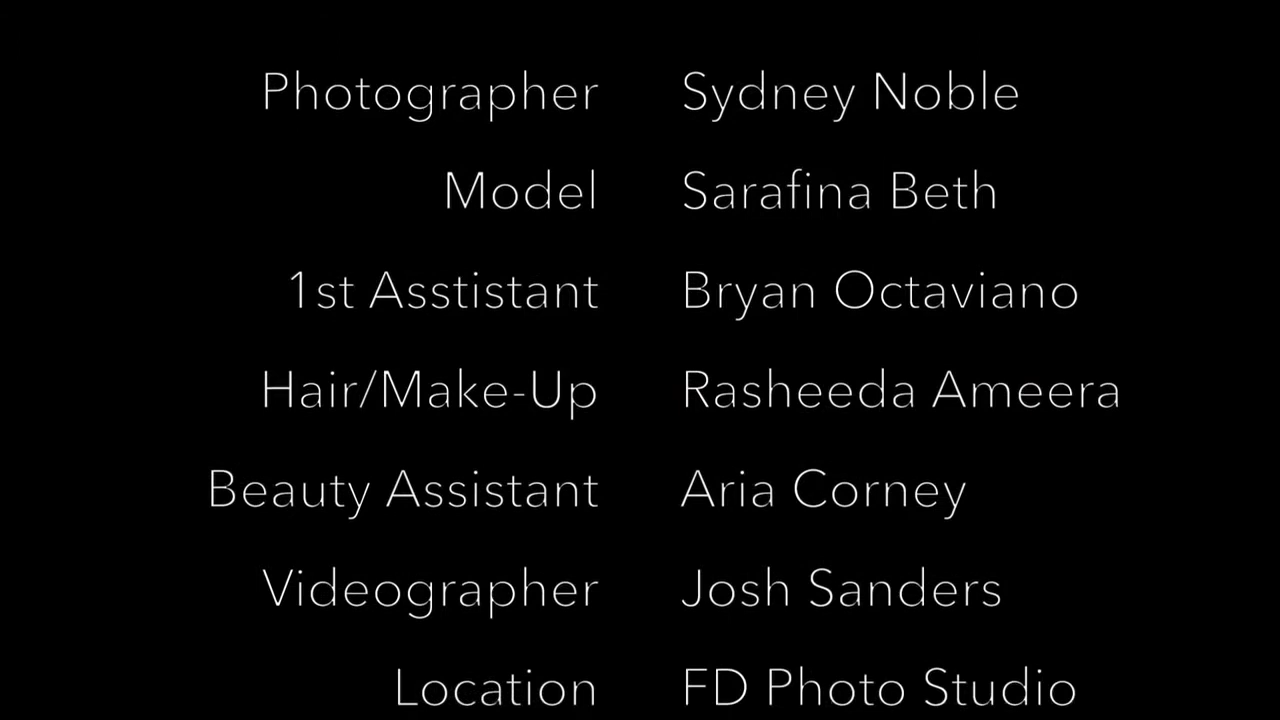 Photographer Sydney Noble
Model Sarafina Beth
1st Asstistant Bryan Octaviano
Hair/Make-Up Rasheeda Ameera
Beauty Assistant Aria Corney
Videographer Josh Sanders
Location FD Photo Studio